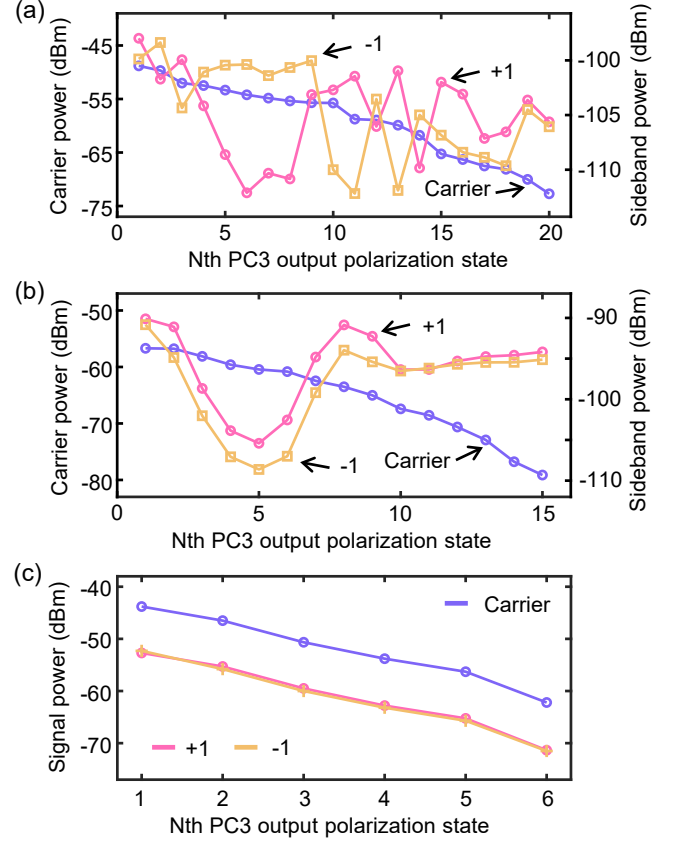 (a)
Carrier power (dBm)
-45
-55
-65
-75
-1
+1
Carrier
-100
-105
-110
Sideband power (dBm)
1 5 10 15 20
Nth PC3 output polarization state
(b)
Carrier power (dBm)
-50
-60
-70
-80
+1
-1
Carrier
-90
-100
-110
Sideband power (dBm)
1 5 10 15
Nth PC3 output polarization state
(c)
Signal power (dBm)
-40
-50
-60
-70
Carrier
+1 -1
1 2 3 4 5 6
Nth PC3 output polarization state